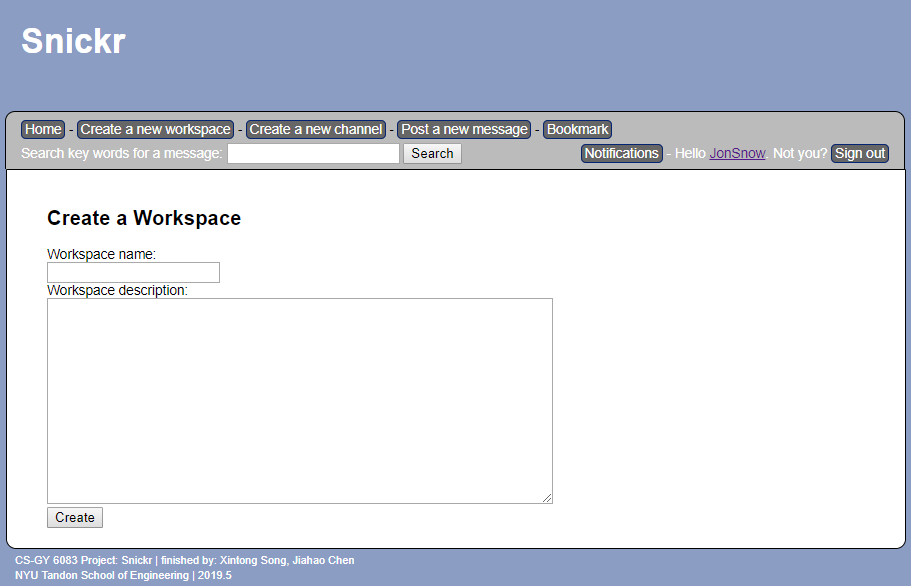 Snickr
Home - Create a new workspace - Create a new channel - Post a new message - Bookmark
Search key words for a message: Search Notifications - Hello JonSnow. Not you? Sign out
Create a Workspace
Workspace name:
Workspace description:
Create
CS-GY 6083 Project: Snickr | finished by: Xintong Song, Jiahao Chen
NYU Tandon School of Engineering | 2019.5